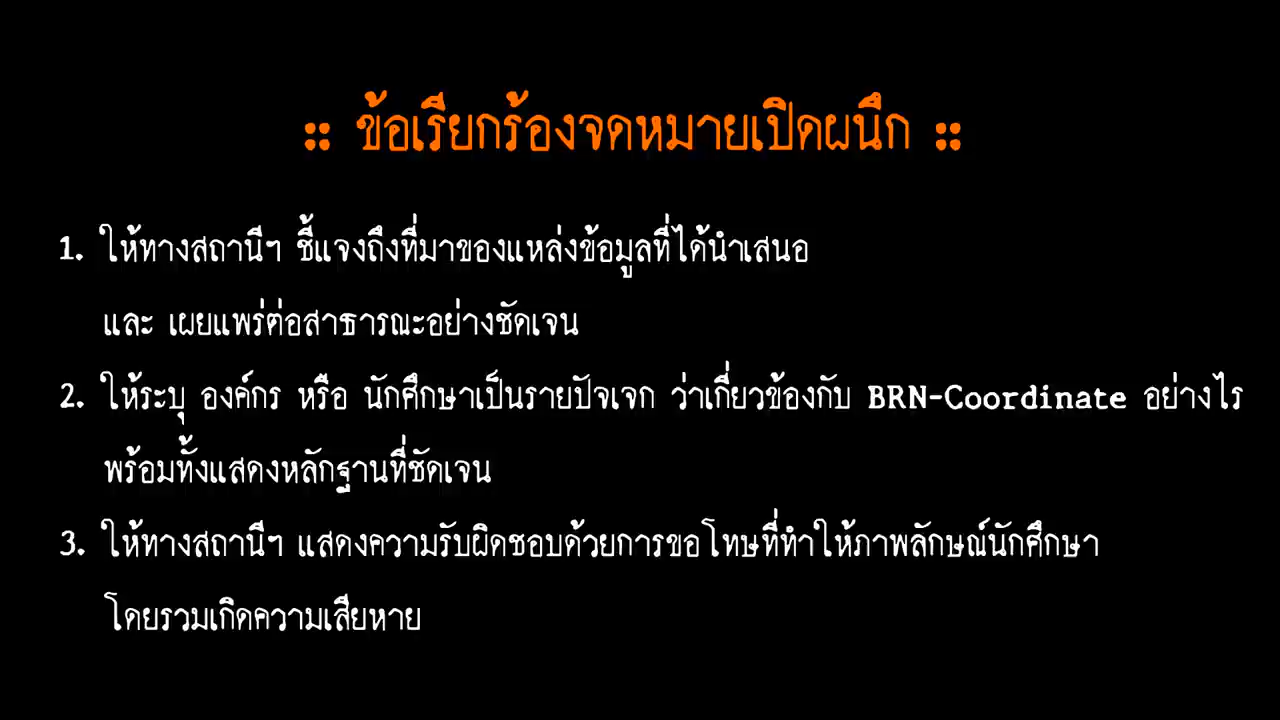 :: ข้อเรียกร้องจดหมายเปิดผนึก ::
1. ให้ทางสถานีฯ ชี้แจงถึงที่มาของแหล่งข้อมูลที่ได้นำเสนอ
และ เผยแพร่ต่อสาธารณะอย่างชัดเจน
2. ให้ระบุ องค์กร หรือ นักศึกษาเป็นรายปัจเจก ว่าเกี่ยวข้องกับ BRN-Coordinate อย่างไร
พร้อมทั้งแสดงหลักฐานที่ชัดเจน
3. ให้ทางสถานีฯ แสดงความรับผิดชอบด้วยการขอโทษที่ทำให้ภาพลักษณ์นักศึกษา
โดยรวมเกิดความเสียหาย